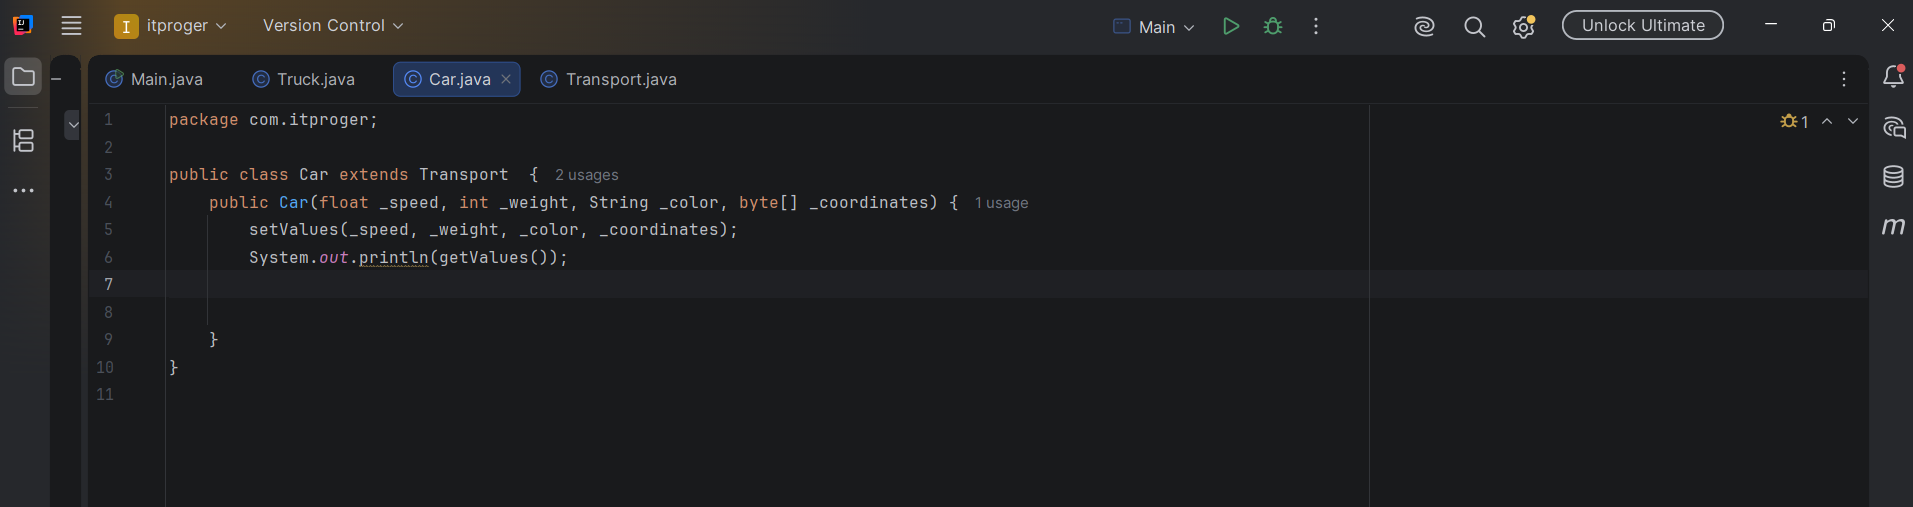 IJ I itproger Version Control Main Unlock Ultimate
Main.java Truck.java Car.java Transport.java
1 package com.itproger; 1
2
3 public class Car extends Transport { 2 usages
4 public Car(float _speed, int _weight, String _color, byte[] _coordinates) { 1 usage
5 setValues(_speed, _weight, _color, _coordinates);
6 System.out.println(getValues());
7
8
9 }
10 }
11
m